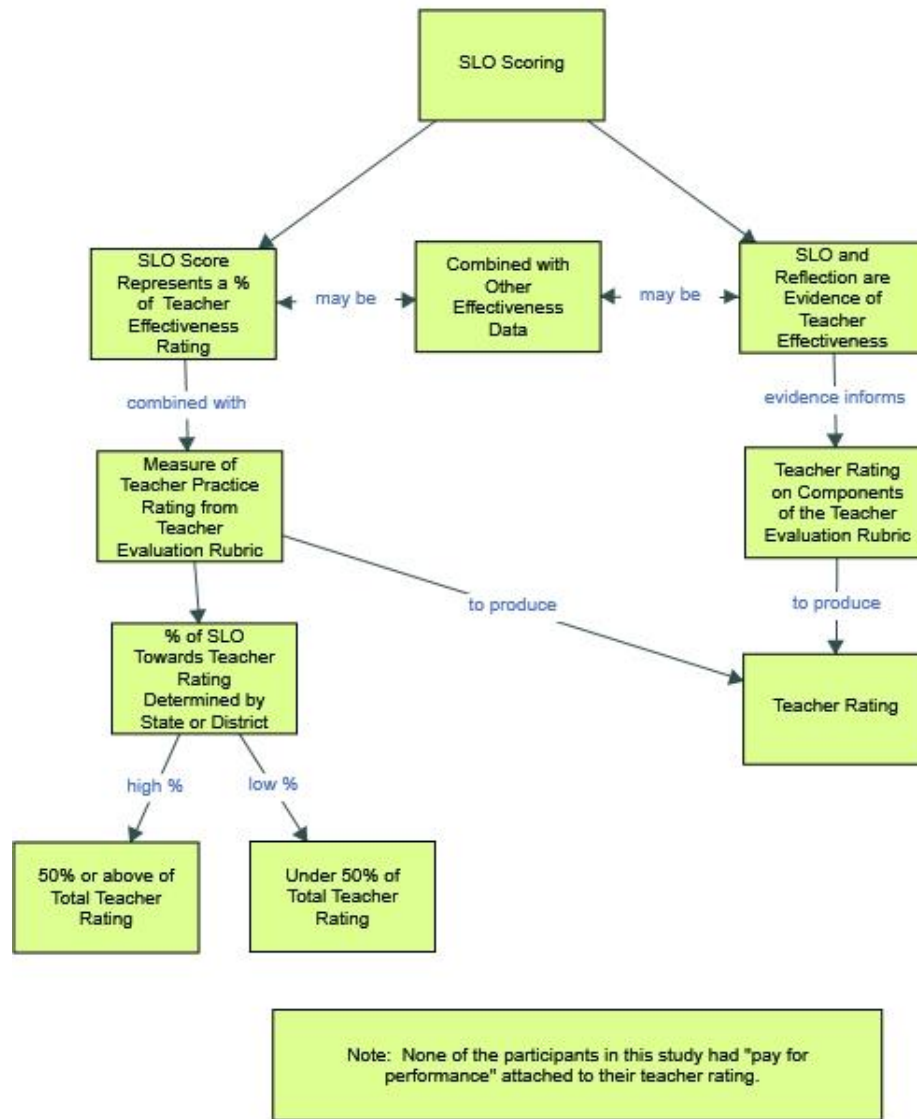 SLO Scoring
SLO Score
Represents a %
of Teacher
Effectiveness
Rating
may be
Combined with
Other
Effectiveness
Data
may be
SLO and
Reflection are
Evidence of
Teacher
Effectiveness
combined with
evidence informs
Measure of
Teacher Practice
Rating from
Teacher
Evaluation Rubric
Teacher Rating
on Components
of the Teacher
Evaluation Rubric
to produce
to produce
% of SLO
Towards Teacher
Rating
Determined by
State or District
Teacher Rating
high %
low %
50% or above of
Total Teacher
Rating
Under 50% of
Total Teacher
Rating
Note: None of the participants in this study had "pay for
performance" attached to their teacher rating.